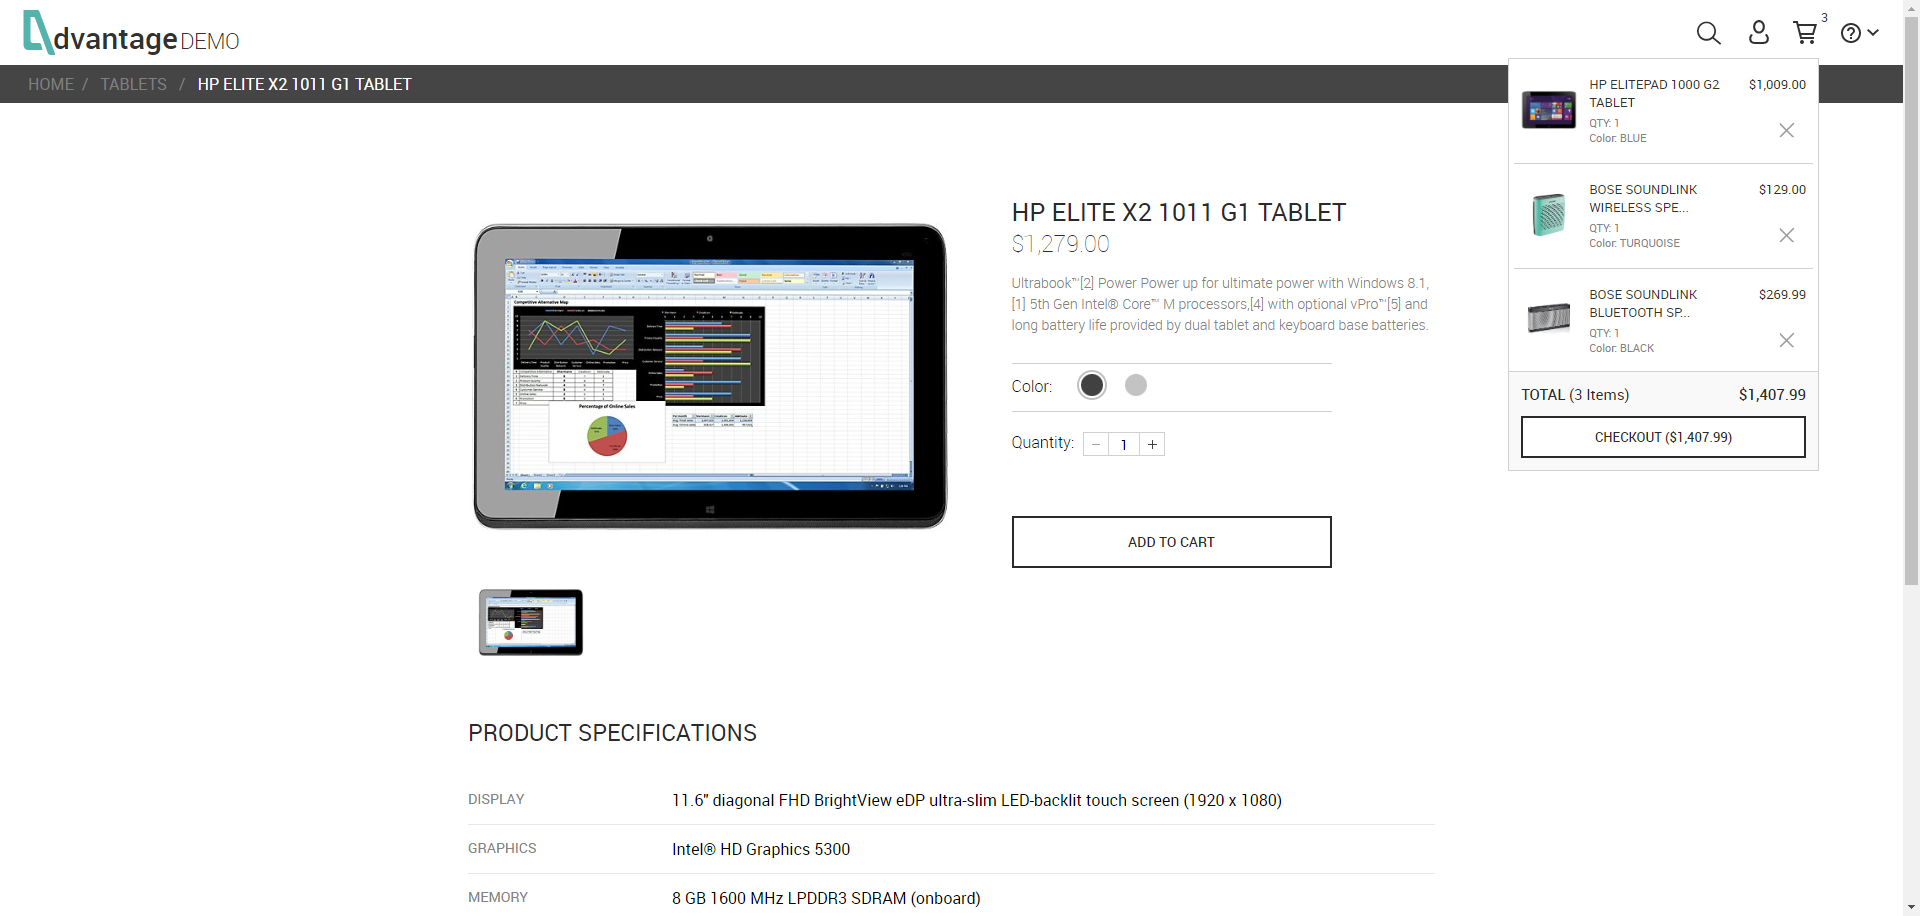 dvantage DEMO
3
HOME / TABLETS / HP ELITE X2 1011 G1 TABLET
HP ELITEPAD 1000 G2 TABLET $1,009.00
QTY: 1
Color: BLUE
BOSE SOUNDLINK WIRELESS SPE... $129.00
QTY: 1
Color: TURQUOISE
BOSE SOUNDLINK BLUETOOTH SP... $269.99
QTY: 1
Color: BLACK
TOTAL (3 Items) $1,407.99
CHECKOUT ($1,407.99)
HP ELITE X2 1011 G1 TABLET
$1,279.00
Ultrabook™[2] Power Power up for ultimate power with Windows 8.1,
[1] 5th Gen Intel® Core™ M processors,[4] with optional vPro™[5] and
long battery life provided by dual tablet and keyboard base batteries.
Color:
Quantity: − 1 +
ADD TO CART
Competitive Alternative Map
Percentage of Online Sales
PRODUCT SPECIFICATIONS
DISPLAY 11.6" diagonal FHD BrightView eDP ultra-slim LED-backlit touch screen (1920 x 1080)
GRAPHICS Intel® HD Graphics 5300
MEMORY 8 GB 1600 MHz LPDDR3 SDRAM (onboard)